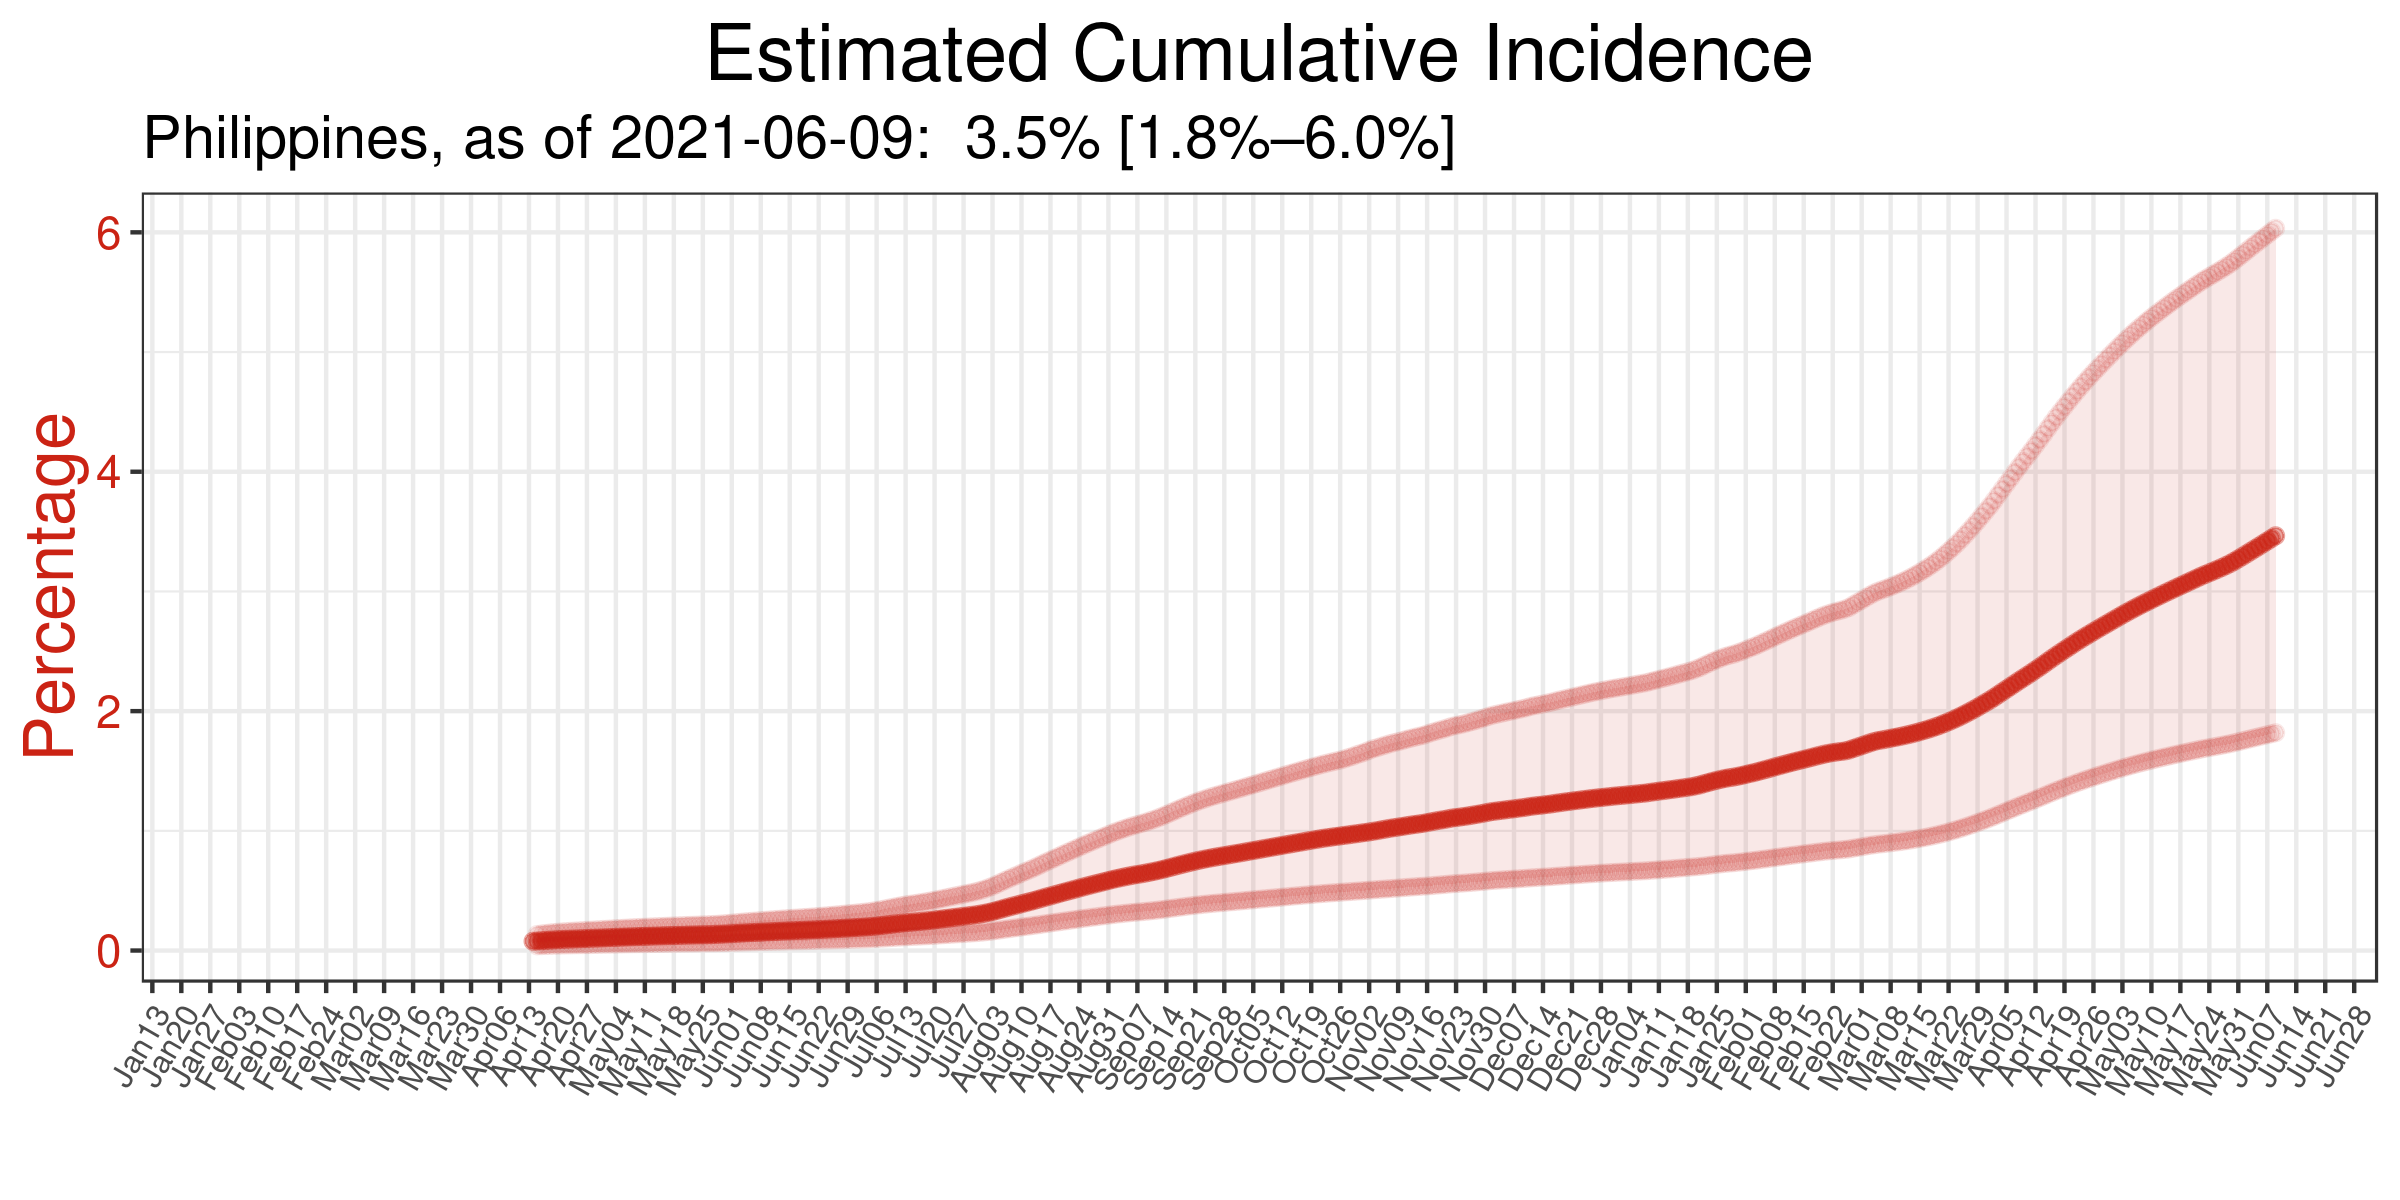 Estimated Cumulative Incidence
Philippines, as of 2021-06-09:  3.5% [1.8%–6.0%]
Percentage
6
4
2
0
Jan13
Jan20
Jan27
Feb03
Feb10
Feb17
Feb24
Mar02
Mar09
Mar16
Mar23
Mar30
Apr06
Apr13
Apr20
Apr27
May04
May11
May18
May25
Jun01
Jun08
Jun15
Jun22
Jun29
Jul06
Jul13
Jul20
Jul27
Aug03
Aug10
Aug17
Aug24
Aug31
Sep07
Sep14
Sep21
Sep28
Oct05
Oct12
Oct19
Oct26
Nov02
Nov09
Nov16
Nov23
Nov30
Dec07
Dec14
Dec21
Dec28
Jan04
Jan11
Jan18
Jan25
Feb01
Feb08
Feb15
Feb22
Mar01
Mar08
Mar15
Mar22
Mar29
Apr05
Apr12
Apr19
Apr26
May03
May10
May17
May24
May31
Jun07
Jun14
Jun21
Jun28